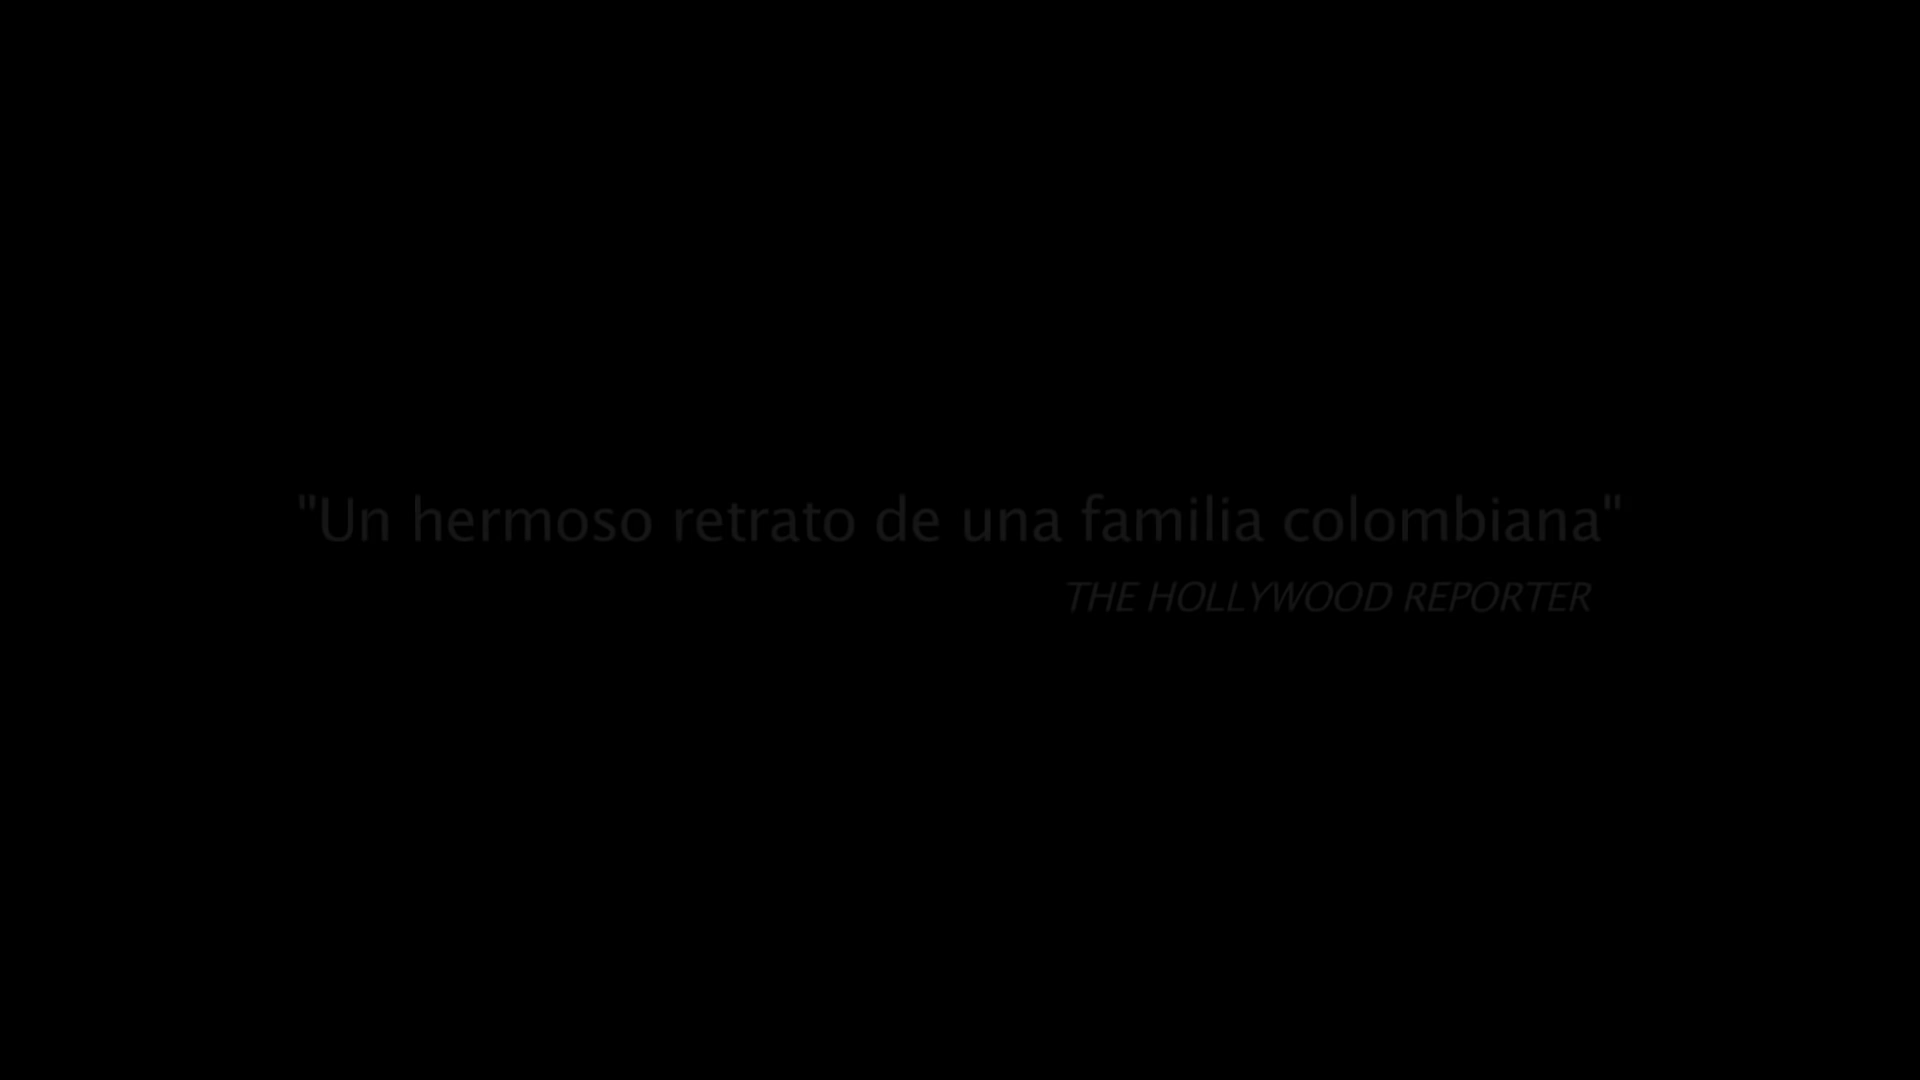 "Un hermoso retrato de una familia colombiana"
THE HOLLYWOOD REPORTER